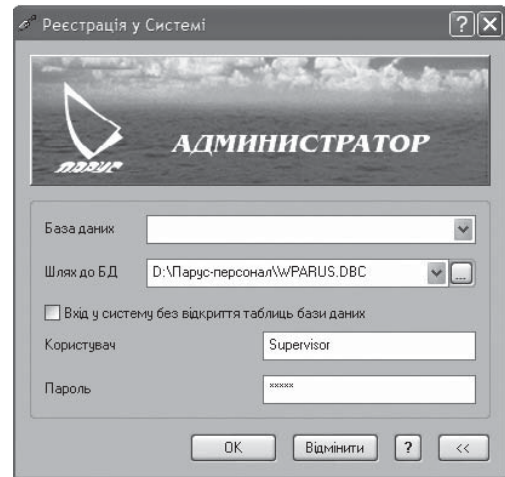 Реєстрація у Системі
ПАРУС
АДМИНИСТРАТОР
База даних
Шлях до БД D:\Парус-персонал\WPARUS.DBC ...
Вхід у систему без відкриття таблиць бази даних
Користувач Supervisor
Пароль xxxxx
OK Відмінити ? <<